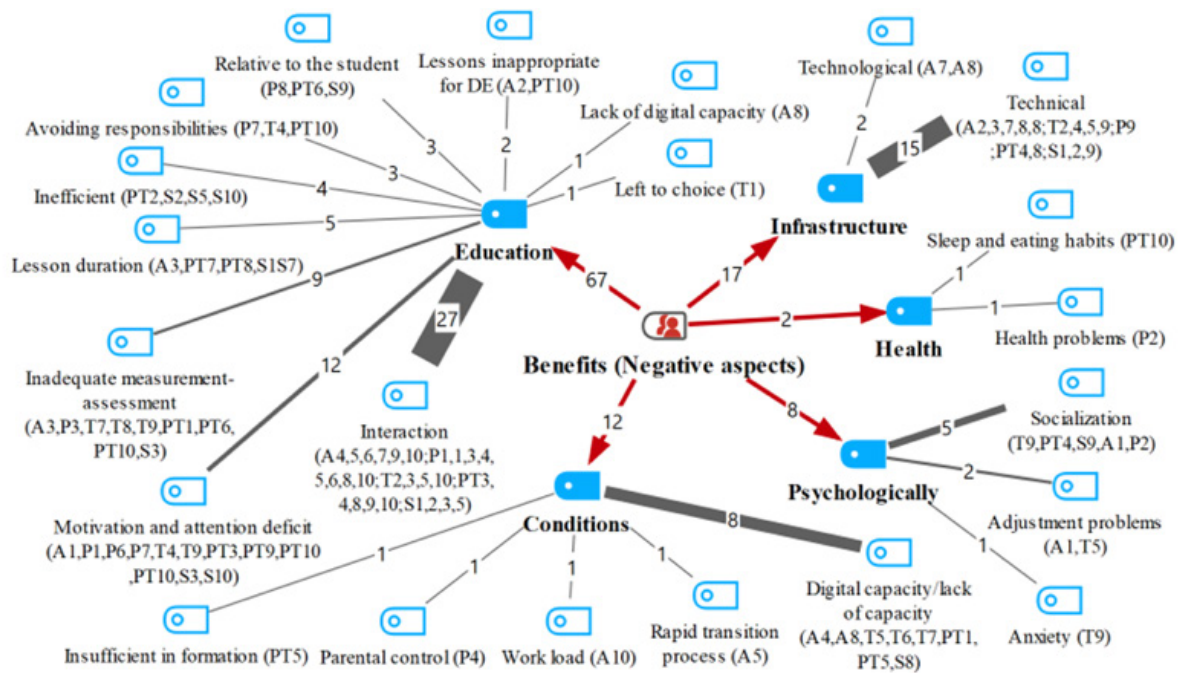 Relative to the student
(P8,PT6,S9)
Lessons inappropriate
for DE (A2,PT10)
Technological (A7,A8)
Technical
(A2,3,7,8,8;T2,4,5,9;P9
;PT4,8;S1,2,9)
Avoiding responsibilities (P7,T4,PT10)
Lack of digital capacity (A8)
Inefficient (PT2,S2,S5,S10)
Left to choice (T1)
Lesson duration (A3,PT7,PT8,S1S7)
3
2
3
1
4
1
5
9
2
15
Education
Infrastructure
Sleep and eating habits (PT10)
67
17
1
27
12
2
1
Health
Health problems (P2)
Benefits (Negative aspects)
Inadequate measurement-
assessment
(A3,P3,T7,T8,T9,PT1,PT6,
PT10,S3)
Interaction
(A4,5,6,7,9,10;P1,1,3,4,
5,6,8,10;T2,3,5,10;PT3,
4,8,9,10;S1,2,3,5)
12
8
5
Socialization
(T9,PT4,S9,A1,P2)
2
Psychologically
Adjustment problems
(A1,T5)
1
Anxiety (T9)
Motivation and attention deficit
(A1,P1,P6,P7,T4,T9,PT3,PT9,PT10
,PT10,S3,S10)
Conditions
8
1
1
1
1
Digital capacity/lack
of capacity
(A4,A8,T5,T6,T7,PT1,
PT5,S8)
Insufficient in formation (PT5)
Parental control (P4)
Work load (A10)
Rapid transition
process (A5)